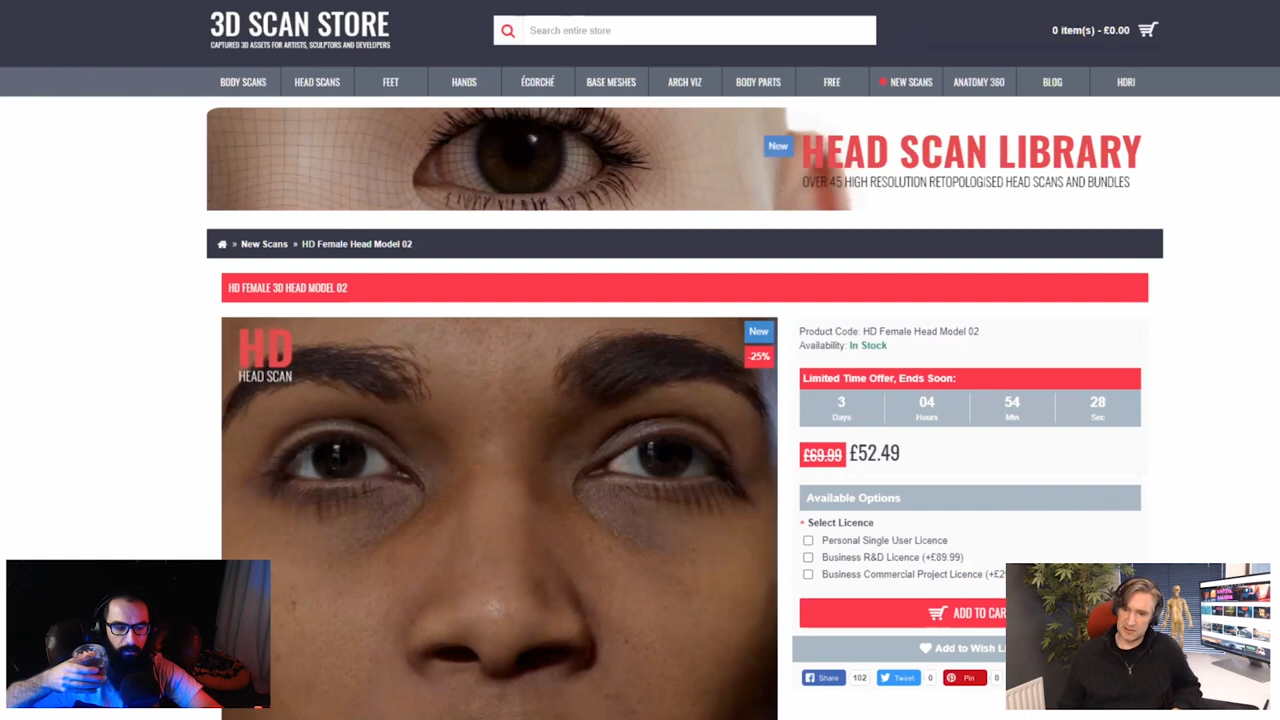 3D SCAN STORE
CAPTURED 3D ASSETS FOR ARTISTS, SCULPTORS AND DEVELOPERS
Search entire store
0 item(s) - £0.00
BODY SCANS
HEAD SCANS
FEET
HANDS
ÉCORCHÉ
BASE MESHES
ARCH VIZ
BODY PARTS
FREE
NEW SCANS
ANATOMY 360
BLOG
HDRI
New
HEAD SCAN LIBRARY
OVER 45 HIGH RESOLUTION RETOPOLOGISED HEAD SCANS AND BUNDLES
» New Scans » HD Female Head Model 02
HD FEMALE 3D HEAD MODEL 02
HD
HEAD SCAN
New
-25%
Product Code: HD Female Head Model 02
Availability: In Stock
Limited Time Offer, Ends Soon:
3 04 54 28
Days Hours Min Sec
£69.99 £52.49
Available Options
* Select Licence
Personal Single User Licence
Business R&D Licence (+£89.99)
Business Commercial Project Licence (+£2
ADD TO CAR
Add to Wish L
Share 102 Tweet 0 Pin 0